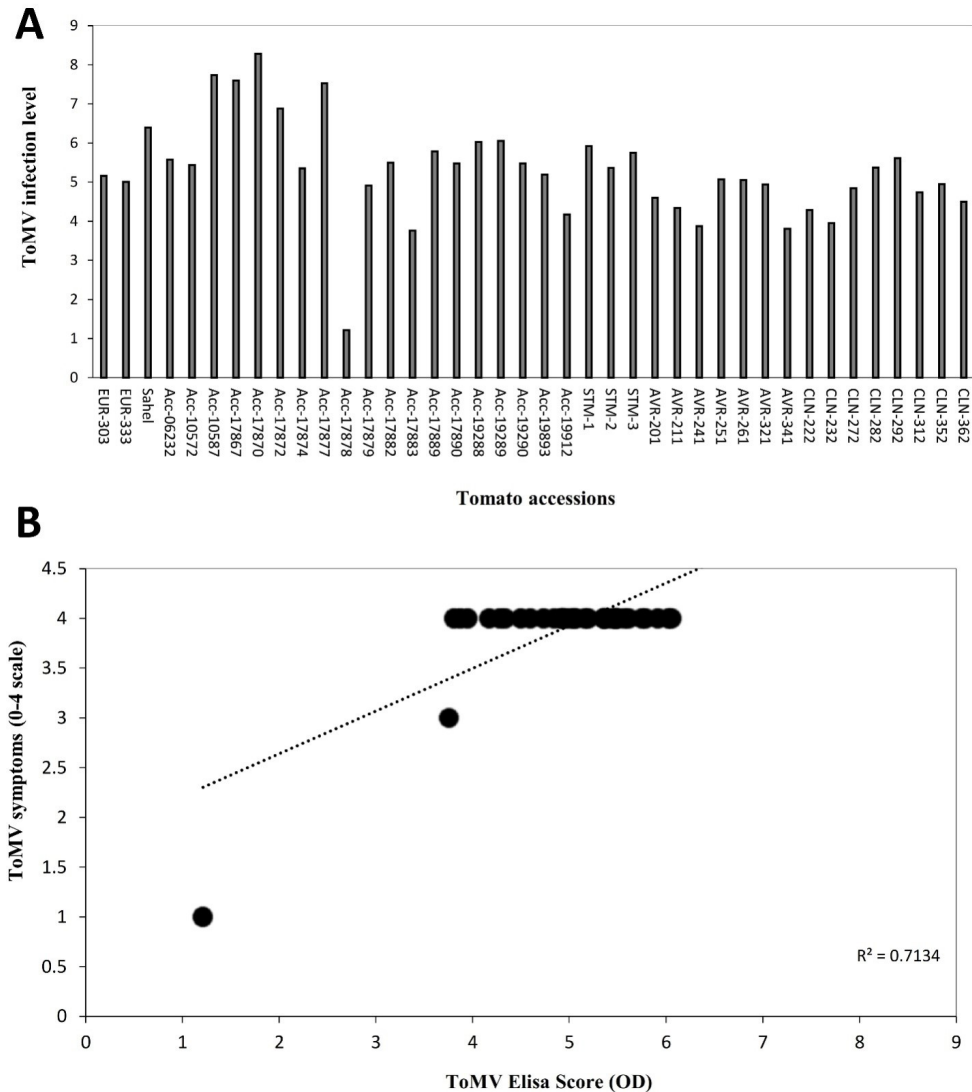 A
ToMV infection level
9
8
7
6
5
4
3
2
1
0
EUR-303
EUR-333
Sahel
Acc-06232
Acc-10572
Acc-10587
Acc-17867
Acc-17870
Acc-17872
Acc-17874
Acc-17877
Acc-17878
Acc-17879
Acc-17882
Acc-17883
Acc-17889
Acc-17890
Acc-19288
Acc-19289
Acc-19290
Acc-19893
Acc-19912
STM-1
STM-2
STM-3
AVR-201
AVR-211
AVR-241
AVR-251
AVR-261
AVR-321
AVR-341
CLN-222
CLN-232
CLN-272
CLN-282
CLN-292
CLN-312
CLN-352
CLN-362
Tomato accessions
B
ToMV symptoms (0-4 scale)
4.5
4
3.5
3
2.5
2
1.5
1
0.5
0
R² = 0.7134
0 1 2 3 4 5 6 7 8 9
ToMV Elisa Score (OD)